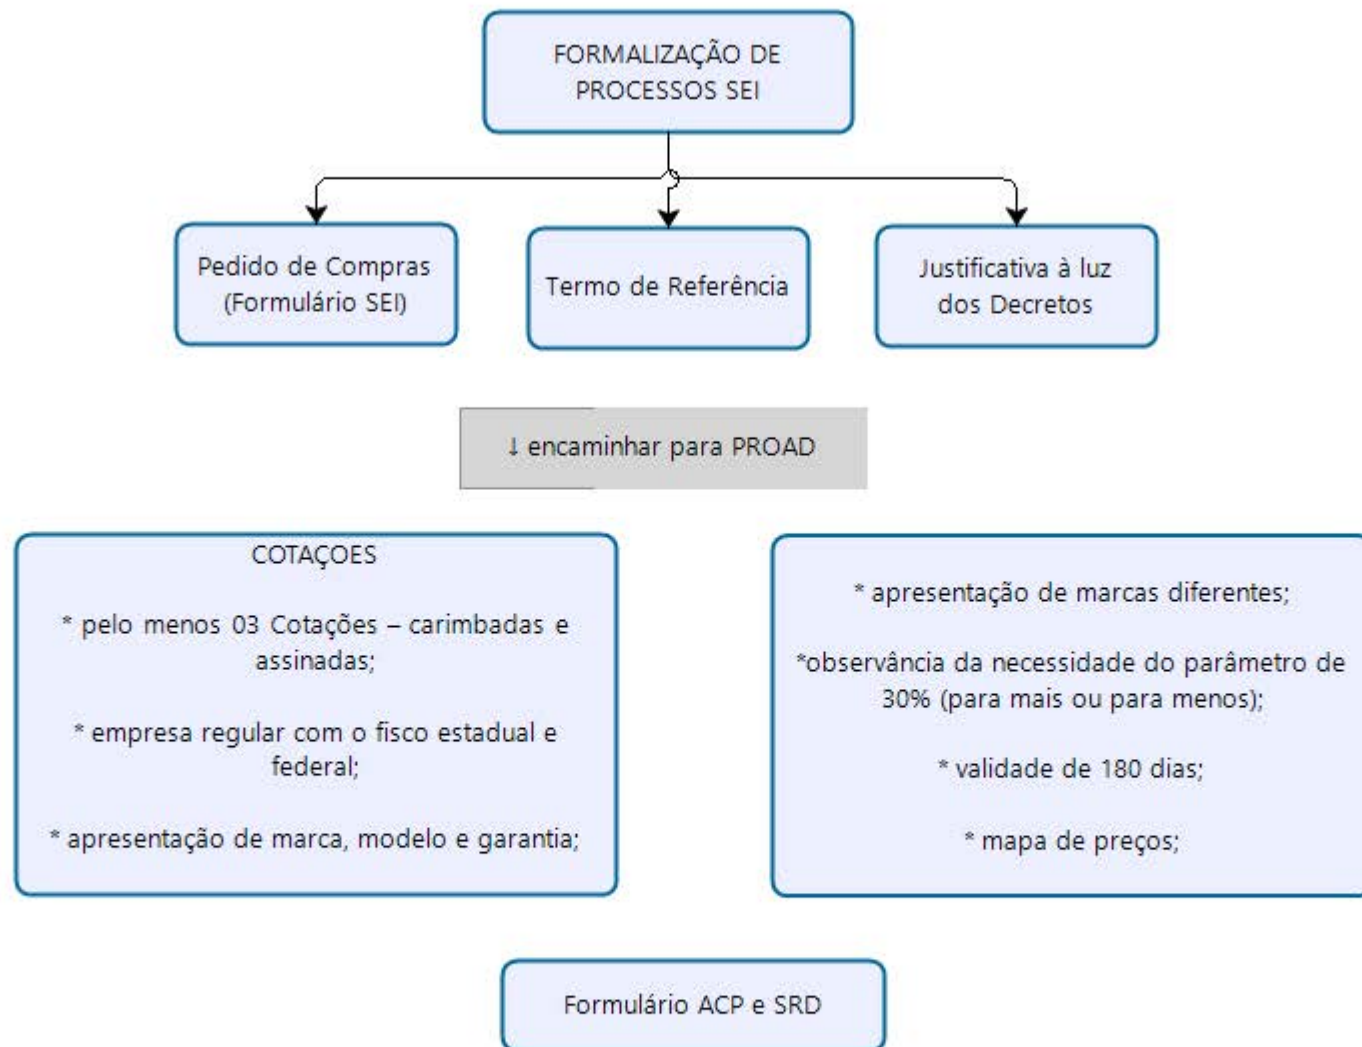 FORMALIZAÇÃO DE
PROCESSOS SEI
Pedido de Compras
(Formulário SEI)
Termo de Referência
Justificativa à luz
dos Decretos
↓ encaminhar para PROAD
COTAÇOES
* pelo menos 03 Cotações – carimbadas e
assinadas;
* empresa regular com o fisco estadual e
federal;
* apresentação de marca, modelo e garantia;
* apresentação de marcas diferentes;
*observância da necessidade do parâmetro de
30% (para mais ou para menos);
* validade de 180 dias;
* mapa de preços;
Formulário ACP e SRD